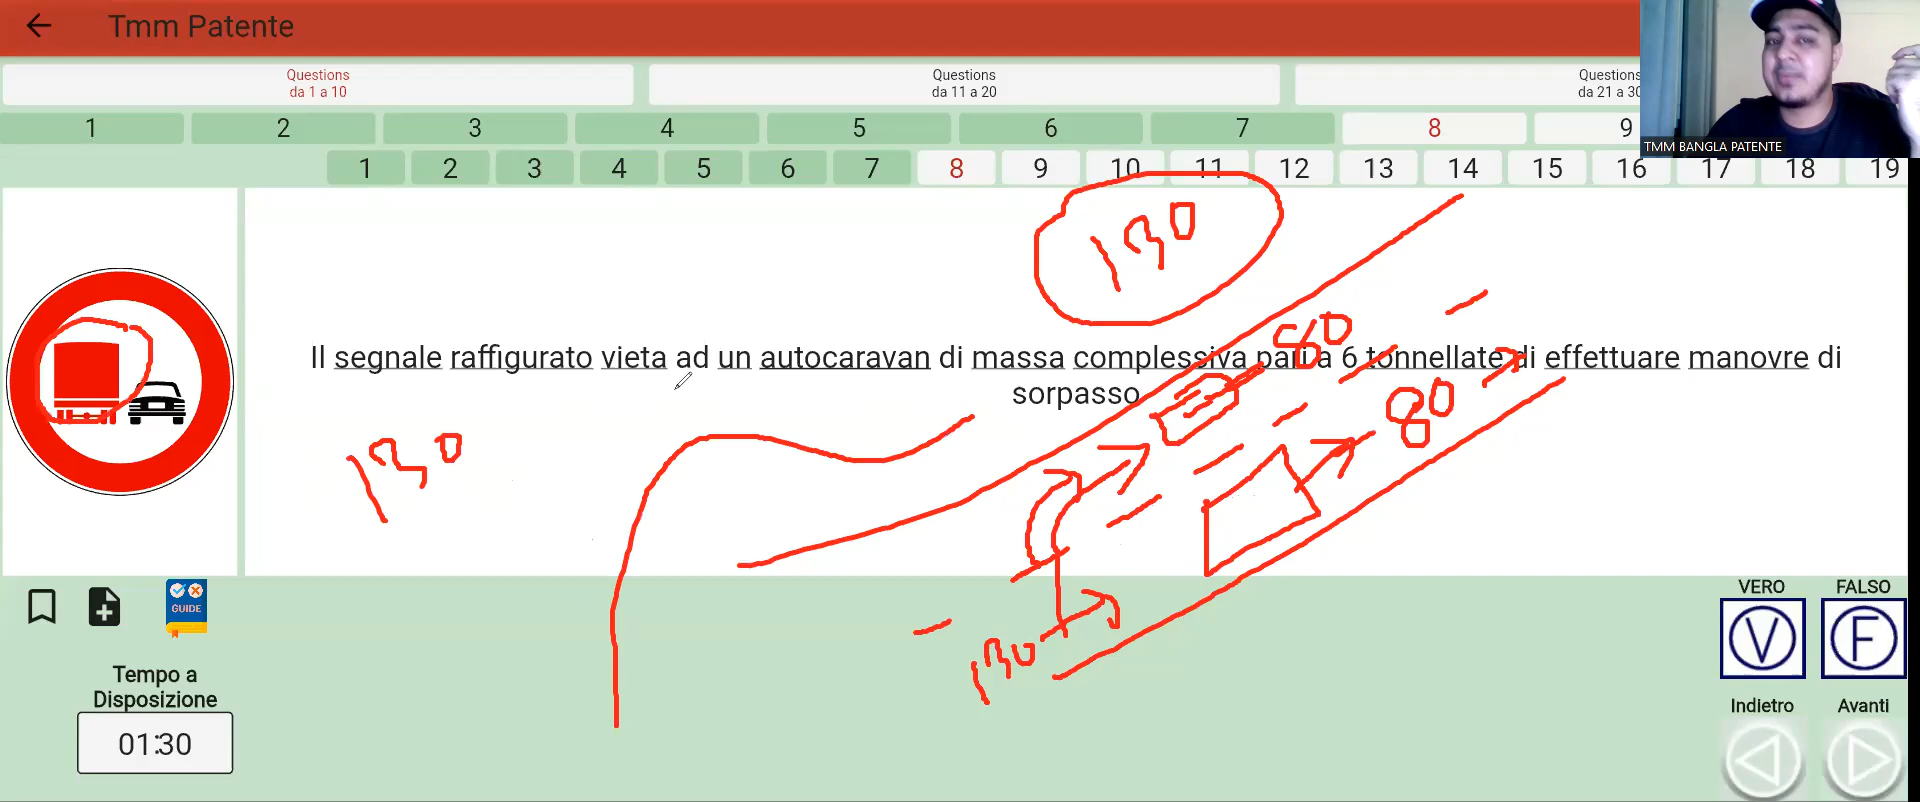 Tmm Patente
Questions
da 1 a 10
Questions
da 11 a 20
Questions
da 21 a 30
1 2 3 4 5 6 7 8 9
1 2 3 4 5 6 7 8 9 10 11 12 13 14 15 16 17 18 19
TMM BANGLA PATENTE
130
80
Il segnale raffigurato vieta ad un autocaravan di massa complessiva pari a 6 tonnellate di effettuare manovre di
sorpasso
80
130
130
GUIDE
VERO FALSO
V F
Tempo a
Disposizione
01:30
Indietro Avanti